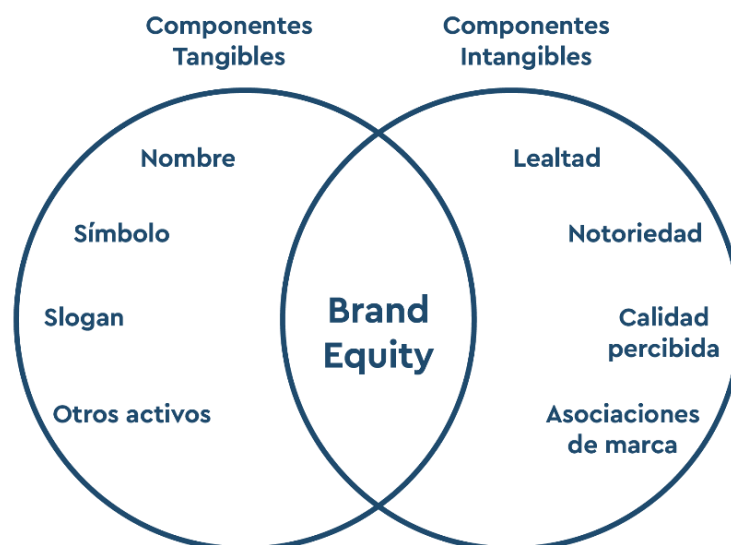 Componentes
Tangibles
Componentes
Intangibles
Nombre
Símbolo
Slogan
Otros activos
Brand
Equity
Lealtad
Notoriedad
Calidad
percibida
Asociaciones
de marca